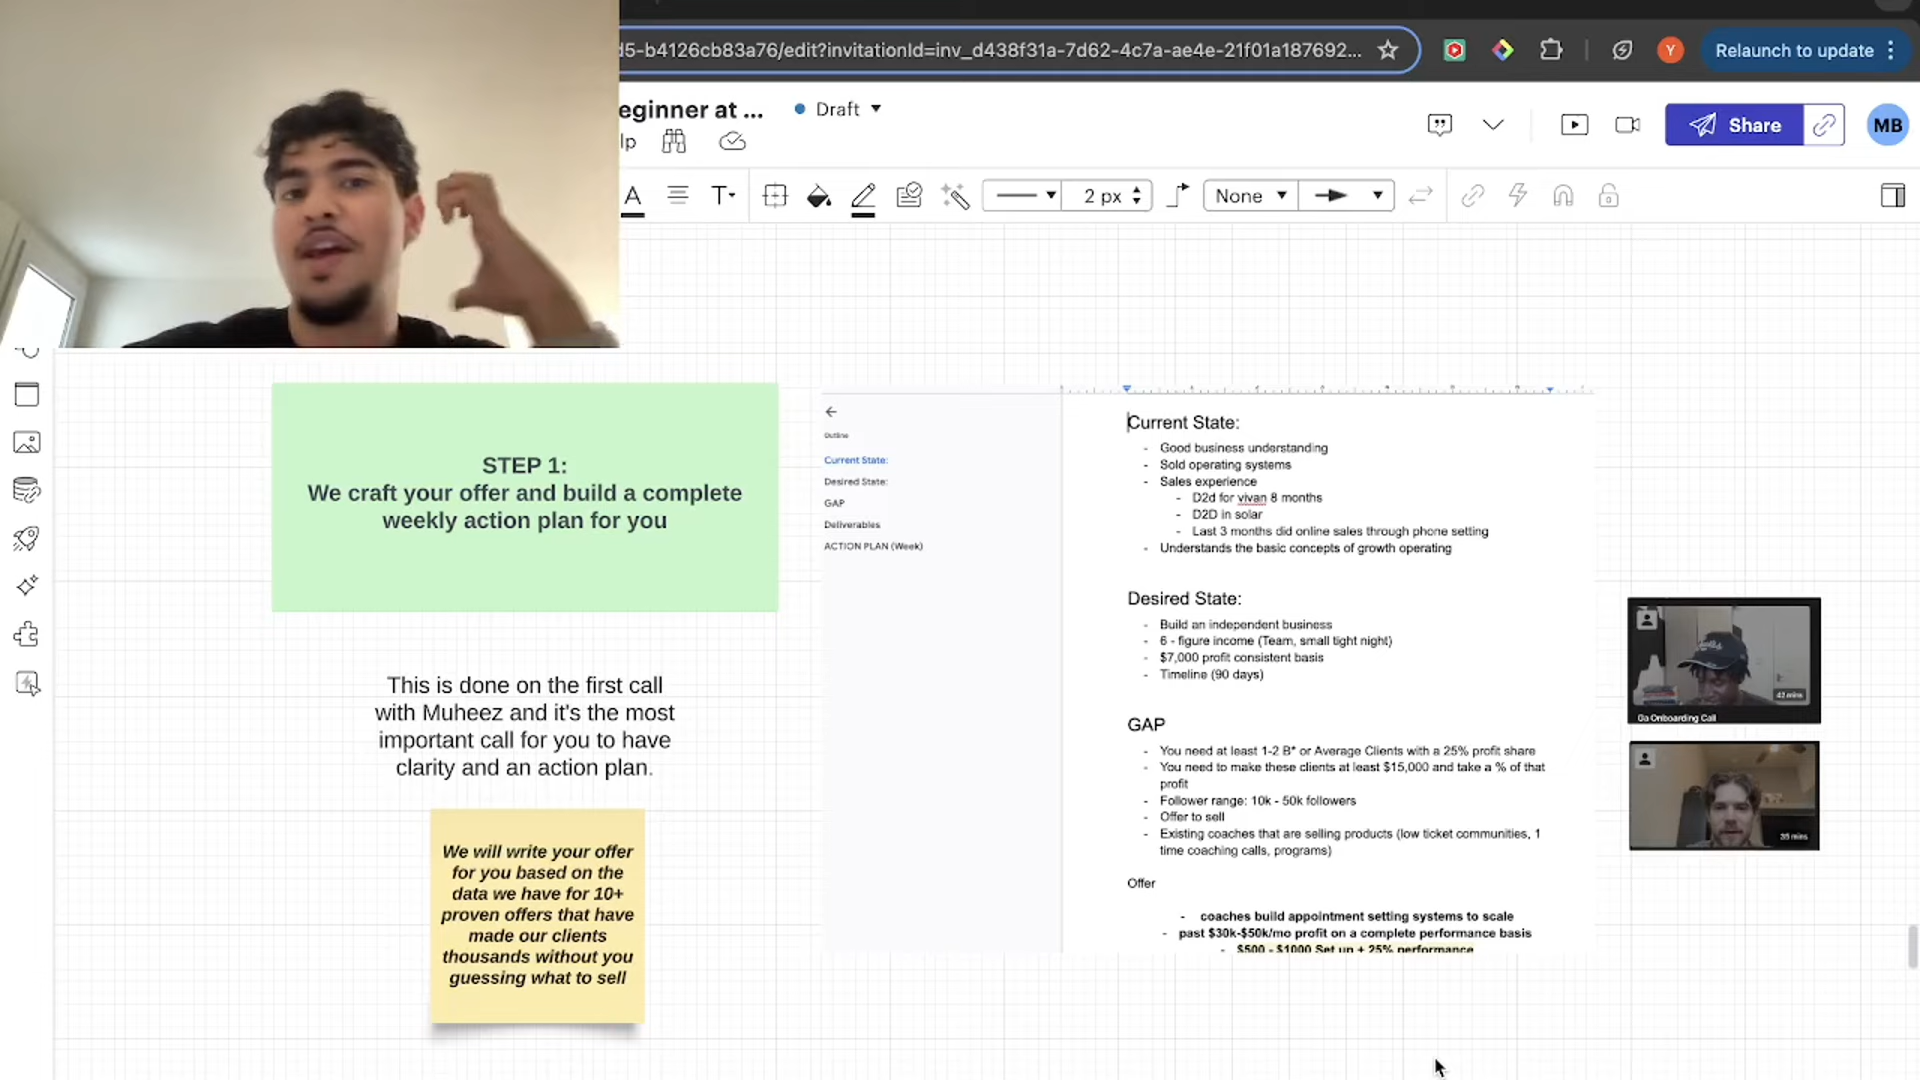 d5-b4126cb83a76/edit?invitationId=inv_d438f31a-7d62-4c7a-ae4e-21f01a187692...
Y
Relaunch to update
eginner at ...
Draft
lp
Share
MB
A
T
2 px
None
STEP 1:
We craft your offer and build a complete
weekly action plan for you
This is done on the first call
with Muheez and it's the most
important call for you to have
clarity and an action plan.
We will write your offer
for you based on the
data we have for 10+
proven offers that have
made our clients
thousands without you
guessing what to sell
Outline
Current State:
Desired State:
GAP
Deliverables
ACTION PLAN (Week)
Current State:
- Good business understanding
- Sold operating systems
- Sales experience
- D2d for vivan 8 months
- D2D in solar
- Last 3 months did online sales through phone setting
- Understands the basic concepts of growth operating
Desired State:
- Build an independent business
- 6 - figure income (Team, small tight night)
- $7,000 profit consistent basis
- Timeline (90 days)
GAP
- You need at least 1-2 B* or Average Clients with a 25% profit share
- You need to make these clients at least $15,000 and take a % of that
profit
- Follower range: 10k - 50k followers
- Offer to sell
- Existing coaches that are selling products (low ticket communities, 1
time coaching calls, programs)
Offer
- coaches build appointment setting systems to scale
- past $30k-$50k/mo profit on a complete performance basis
- $500 - $1000 Set up + 25% performance
42 mins
Ga Onboarding Call
35 mins